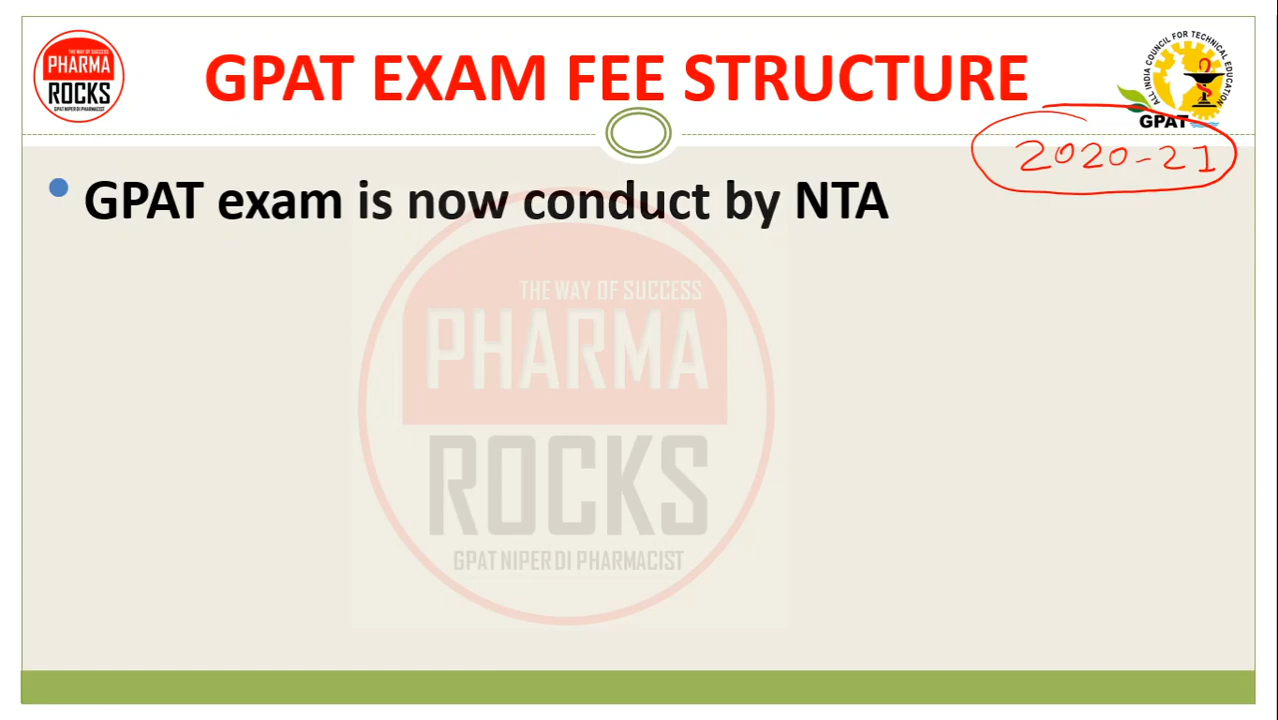 THE WAY OF SUCCESS
PHARMA
ROCKS
GPAT NIPER DI PHARMACIST
GPAT EXAM FEE STRUCTURE
ALL INDIA COUNCIL FOR TECHNICAL EDUCATION
GPAT
2020-21
GPAT exam is now conduct by NTA
THE WAY OF SUCCESS
PHARMA
ROCKS
GPAT NIPER DI PHARMACIST